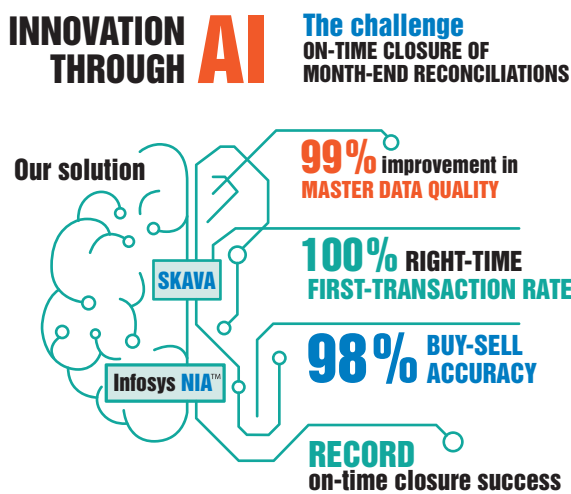 INNOVATION
THROUGH
AI
The challenge
ON-TIME CLOSURE OF
MONTH-END RECONCILIATIONS
Our solution
99% improvement in
MASTER DATA QUALITY
SKAVA
100% RIGHT-TIME
FIRST-TRANSACTION RATE
Infosys NIA™
98% BUY-SELL
ACCURACY
RECORD
on-time closure success